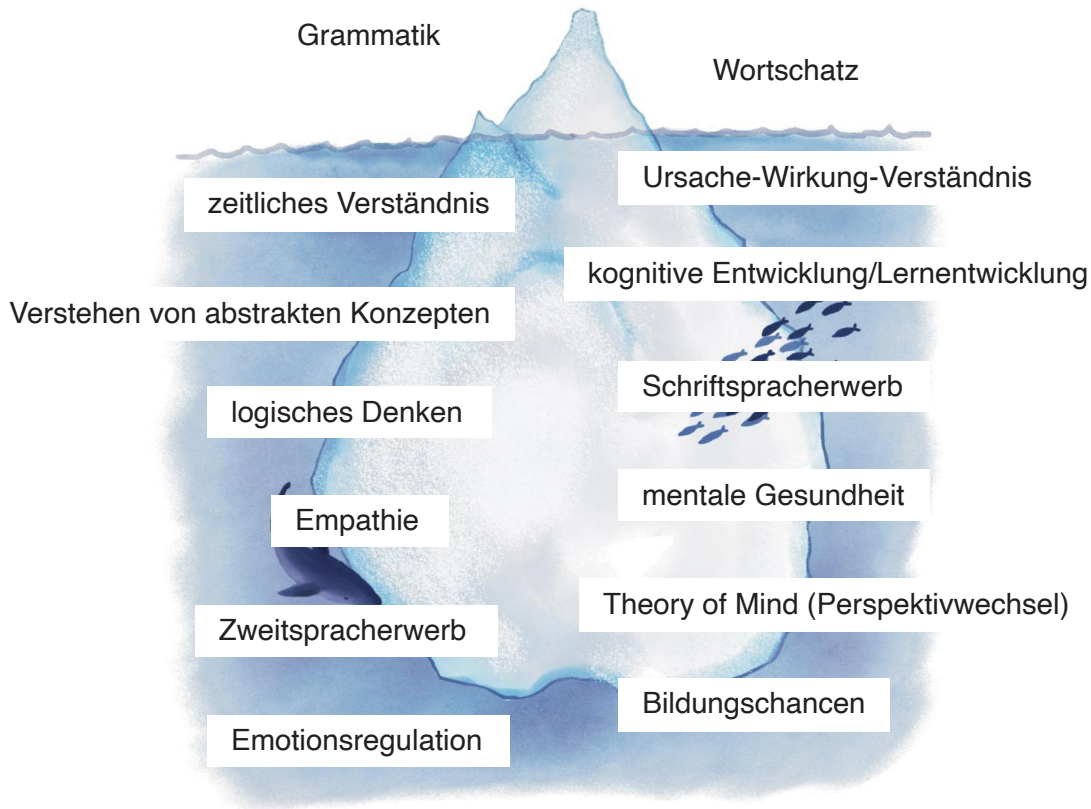 Grammatik
Wortschatz
Ursache-Wirkung-Verständnis
zeitliches Verständnis
kognitive Entwicklung/Lernentwicklung
Verstehen von abstrakten Konzepten
Schriftspracherwerb
logisches Denken
mentale Gesundheit
Empathie
Theory of Mind (Perspektivwechsel)
Zweitspracherwerb
Bildungschancen
Emotionsregulation